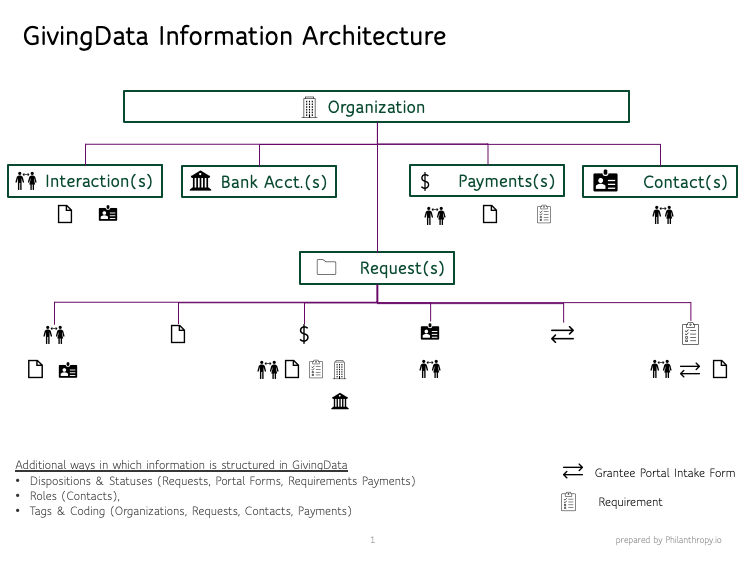 GivingData Information Architecture
Organization
Interaction(s)
Bank Acct.(s)
$ Payments(s)
Contact(s)
Request(s)
$
Additional ways in which information is structured in GivingData
• Dispositions & Statuses (Requests, Portal Forms, Requirements Payments)
• Roles (Contacts),
• Tags & Coding (Organizations, Requests, Contacts, Payments)
Grantee Portal Intake Form
Requirement
1
prepared by Philanthropy.io